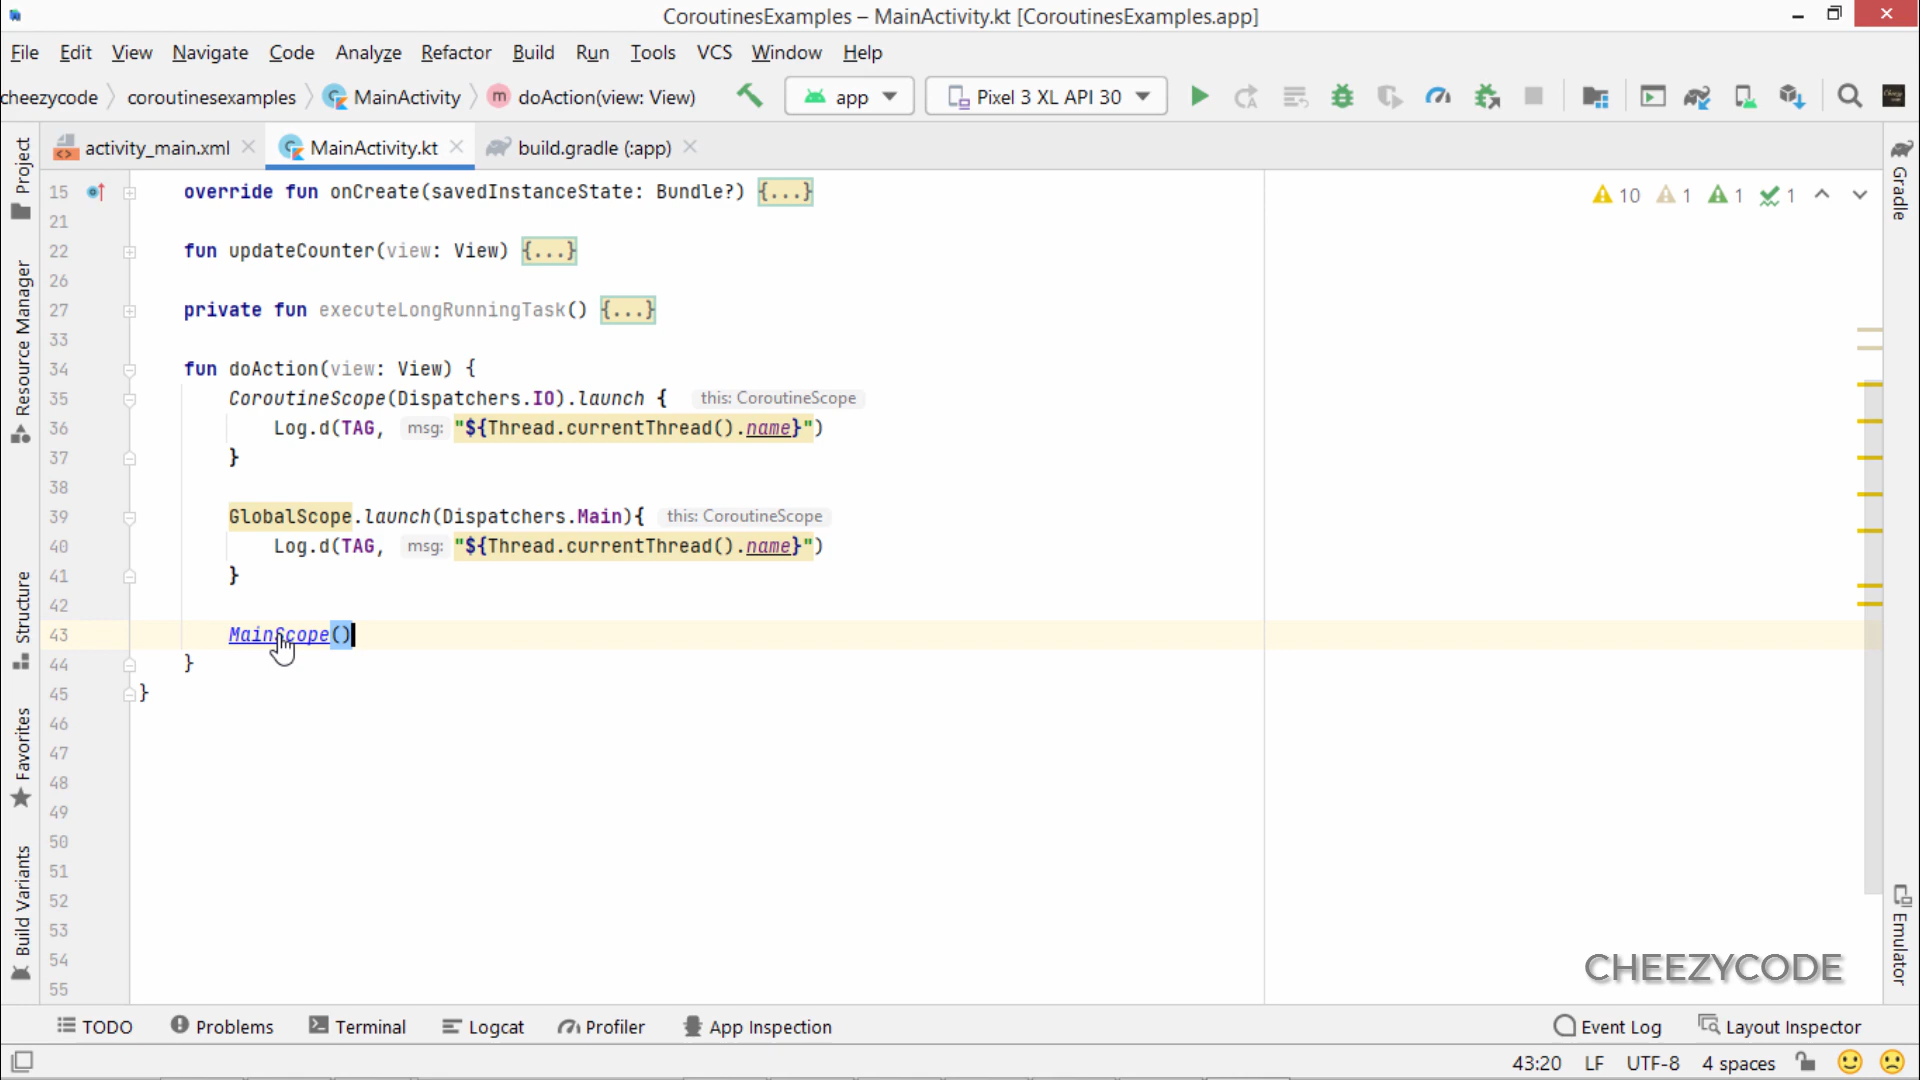 CoroutinesExamples – MainActivity.kt [CoroutinesExamples.app]
File Edit View Navigate Code Analyze Refactor Build Run Tools VCS Window Help
cheezycode coroutinesexamples MainActivity m doAction(view: View) app Pixel 3 XL API 30
activity_main.xml MainActivity.kt build.gradle (:app)
15 override fun onCreate(savedInstanceState: Bundle?) {...}
10 1 1 1
21
22 fun updateCounter(view: View) {...}
26
27 private fun executeLongRunningTask() {...}
33
34 fun doAction(view: View) {
35 CoroutineScope(Dispatchers.IO).launch { this: CoroutineScope
36 Log.d(TAG, msg: "${Thread.currentThread().name}")
37 }
38
39 GlobalScope.launch(Dispatchers.Main){ this: CoroutineScope
40 Log.d(TAG, msg: "${Thread.currentThread().name}")
41 }
42
43 MainScope()
44 }
45 }
46
47
48
49
50
51
52
53
54
55
Project
Resource Manager
Structure
Favorites
Build Variants
Gradle
Emulator
CHEEZYCODE
TODO Problems Terminal Logcat Profiler App Inspection Event Log Layout Inspector
43:20 LF UTF-8 4 spaces